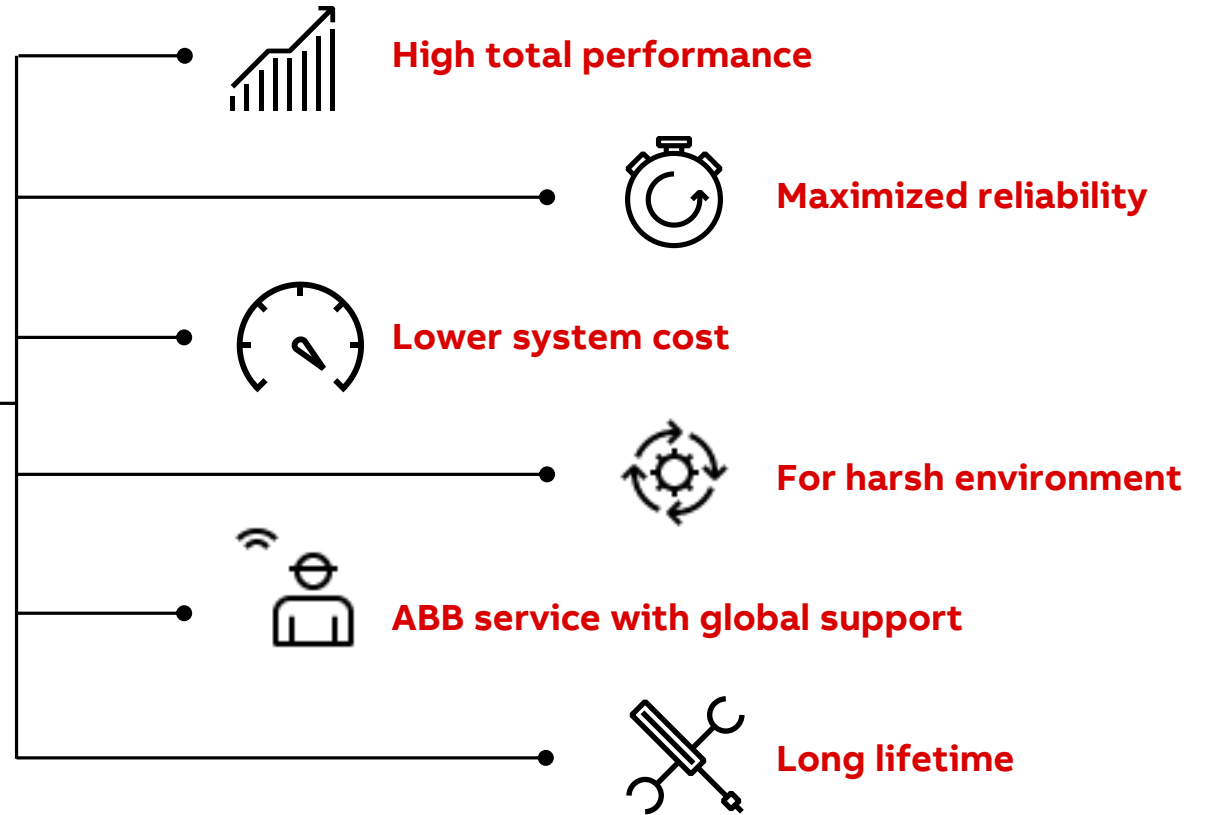 High total performance
Maximized reliability
Lower system cost
For harsh environment
ABB service with global support
Long lifetime